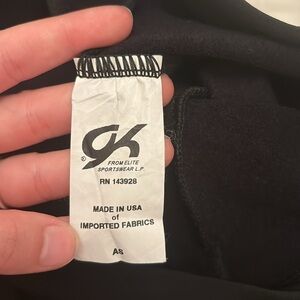 GK
®
FROM ELITE
SPORTSWEAR L.P.
RN 143928
MADE IN USA
of
IMPORTED FABRICS
AS